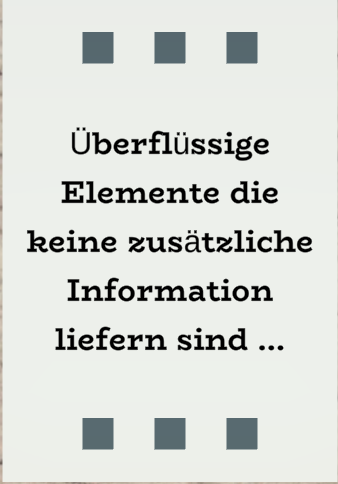 Überflüssige
Elemente die
keine zusätzliche
Information
liefern sind ...